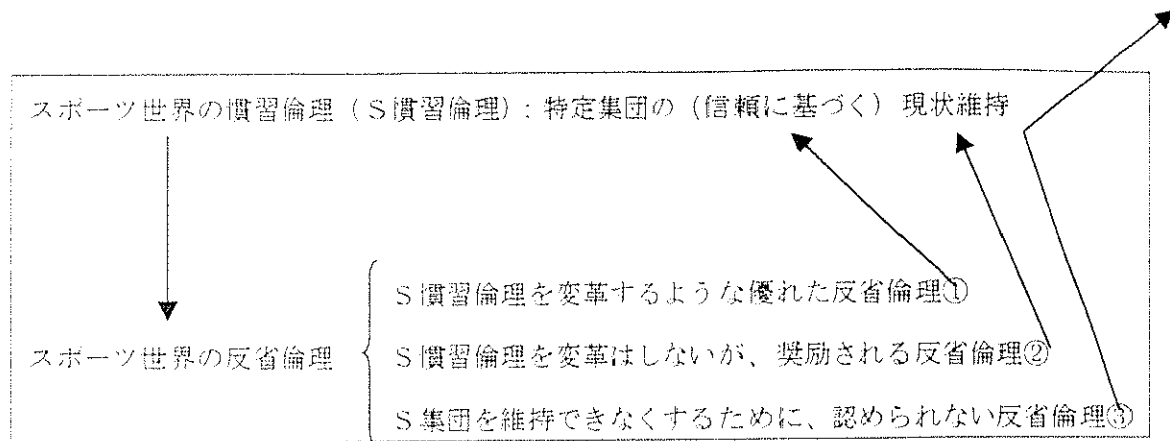 スポーツ世界の慣習倫理（S慣習倫理）：特定集団の（信頼に基づく）現状維持
S慣習倫理を変革するような優れた反省倫理①
スポーツ世界の反省倫理
S慣習倫理を変革はしないが、奨励される反省倫理②
S集団を維持できなくするために、認められない反省倫理③